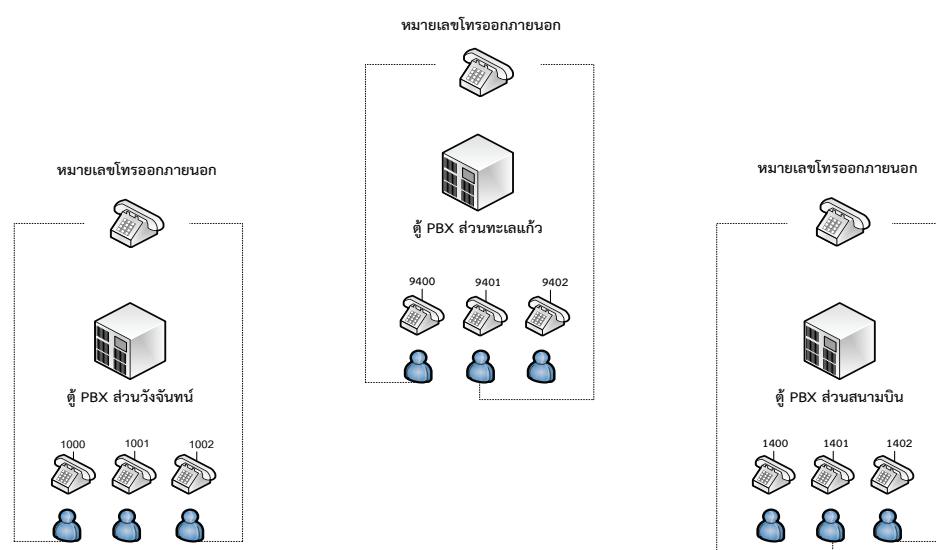 หมายเลขโทรออกภายนอก
ตู้ PBX ส่วนทะเลแก้ว
9400 9401 9402
หมายเลขโทรออกภายนอก
ตู้ PBX ส่วนวังจันทน์
1000 1001 1002
หมายเลขโทรออกภายนอก
ตู้ PBX ส่วนสนามบิน
1400 1401 1402